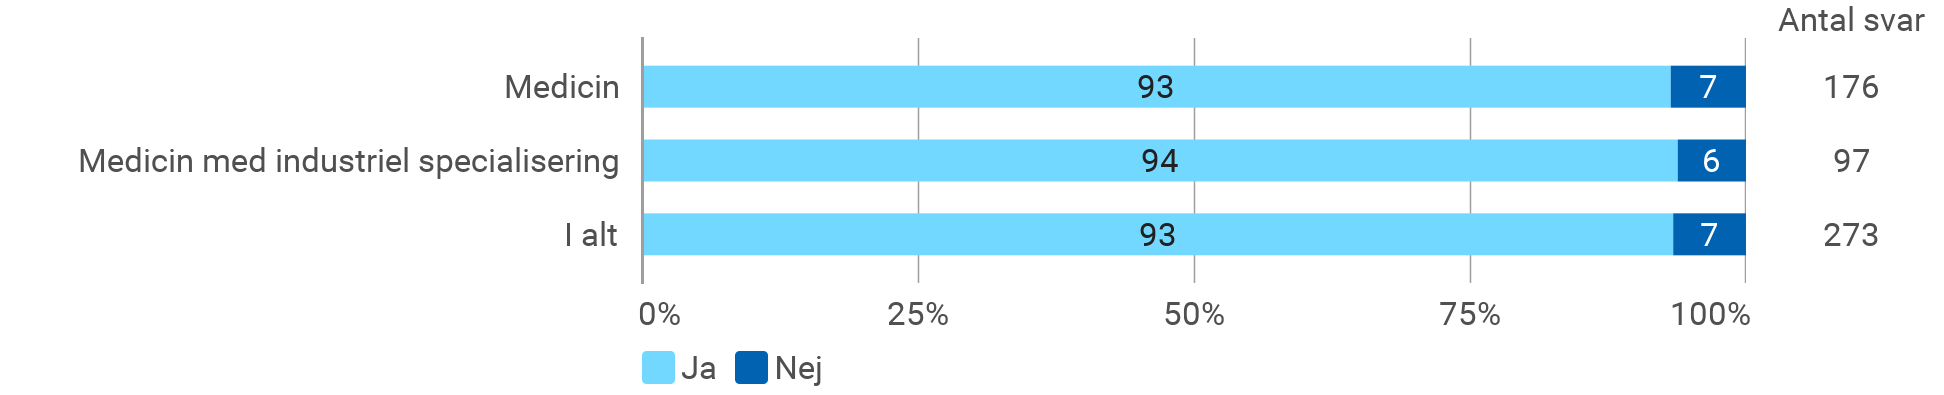 Antal svar
Medicin 93 7 176
Medicin med industriel specialisering 94 6 97
I alt 93 7 273
0% 25% 50% 75% 100%
Ja Nej